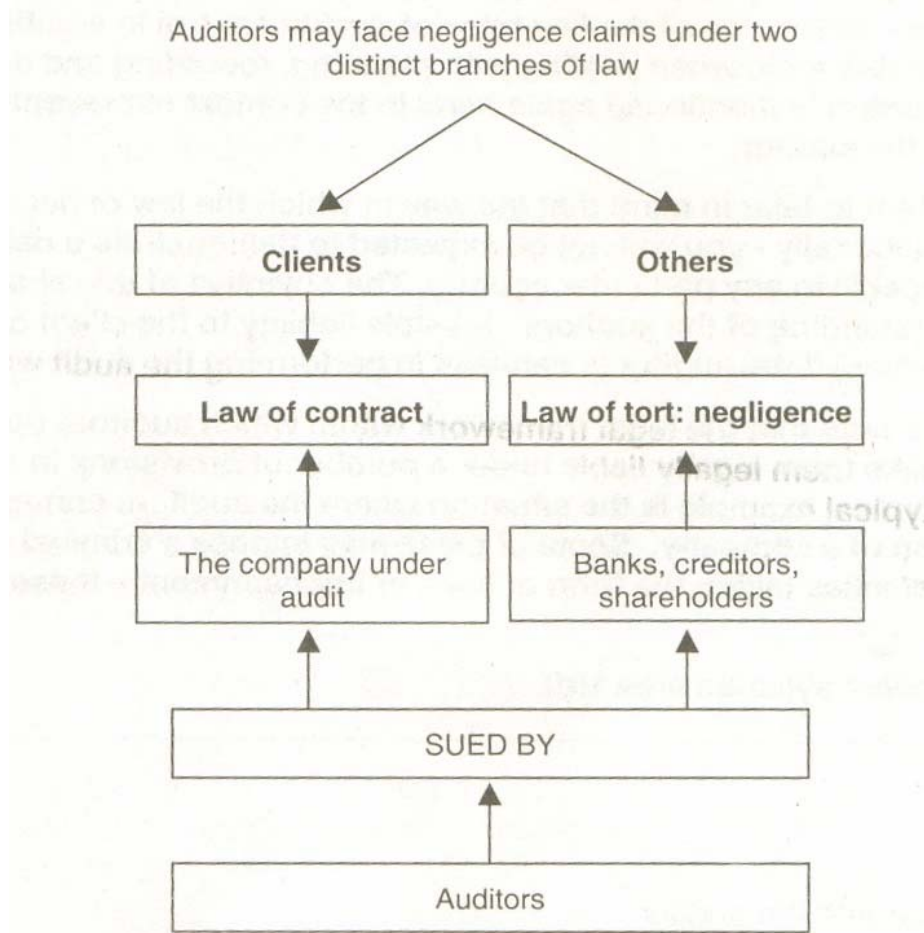 Auditors may face negligence claims under two
distinct branches of law
Clients
Others
Law of contract
Law of tort: negligence
The company under
audit
Banks, creditors,
shareholders
SUED BY
Auditors